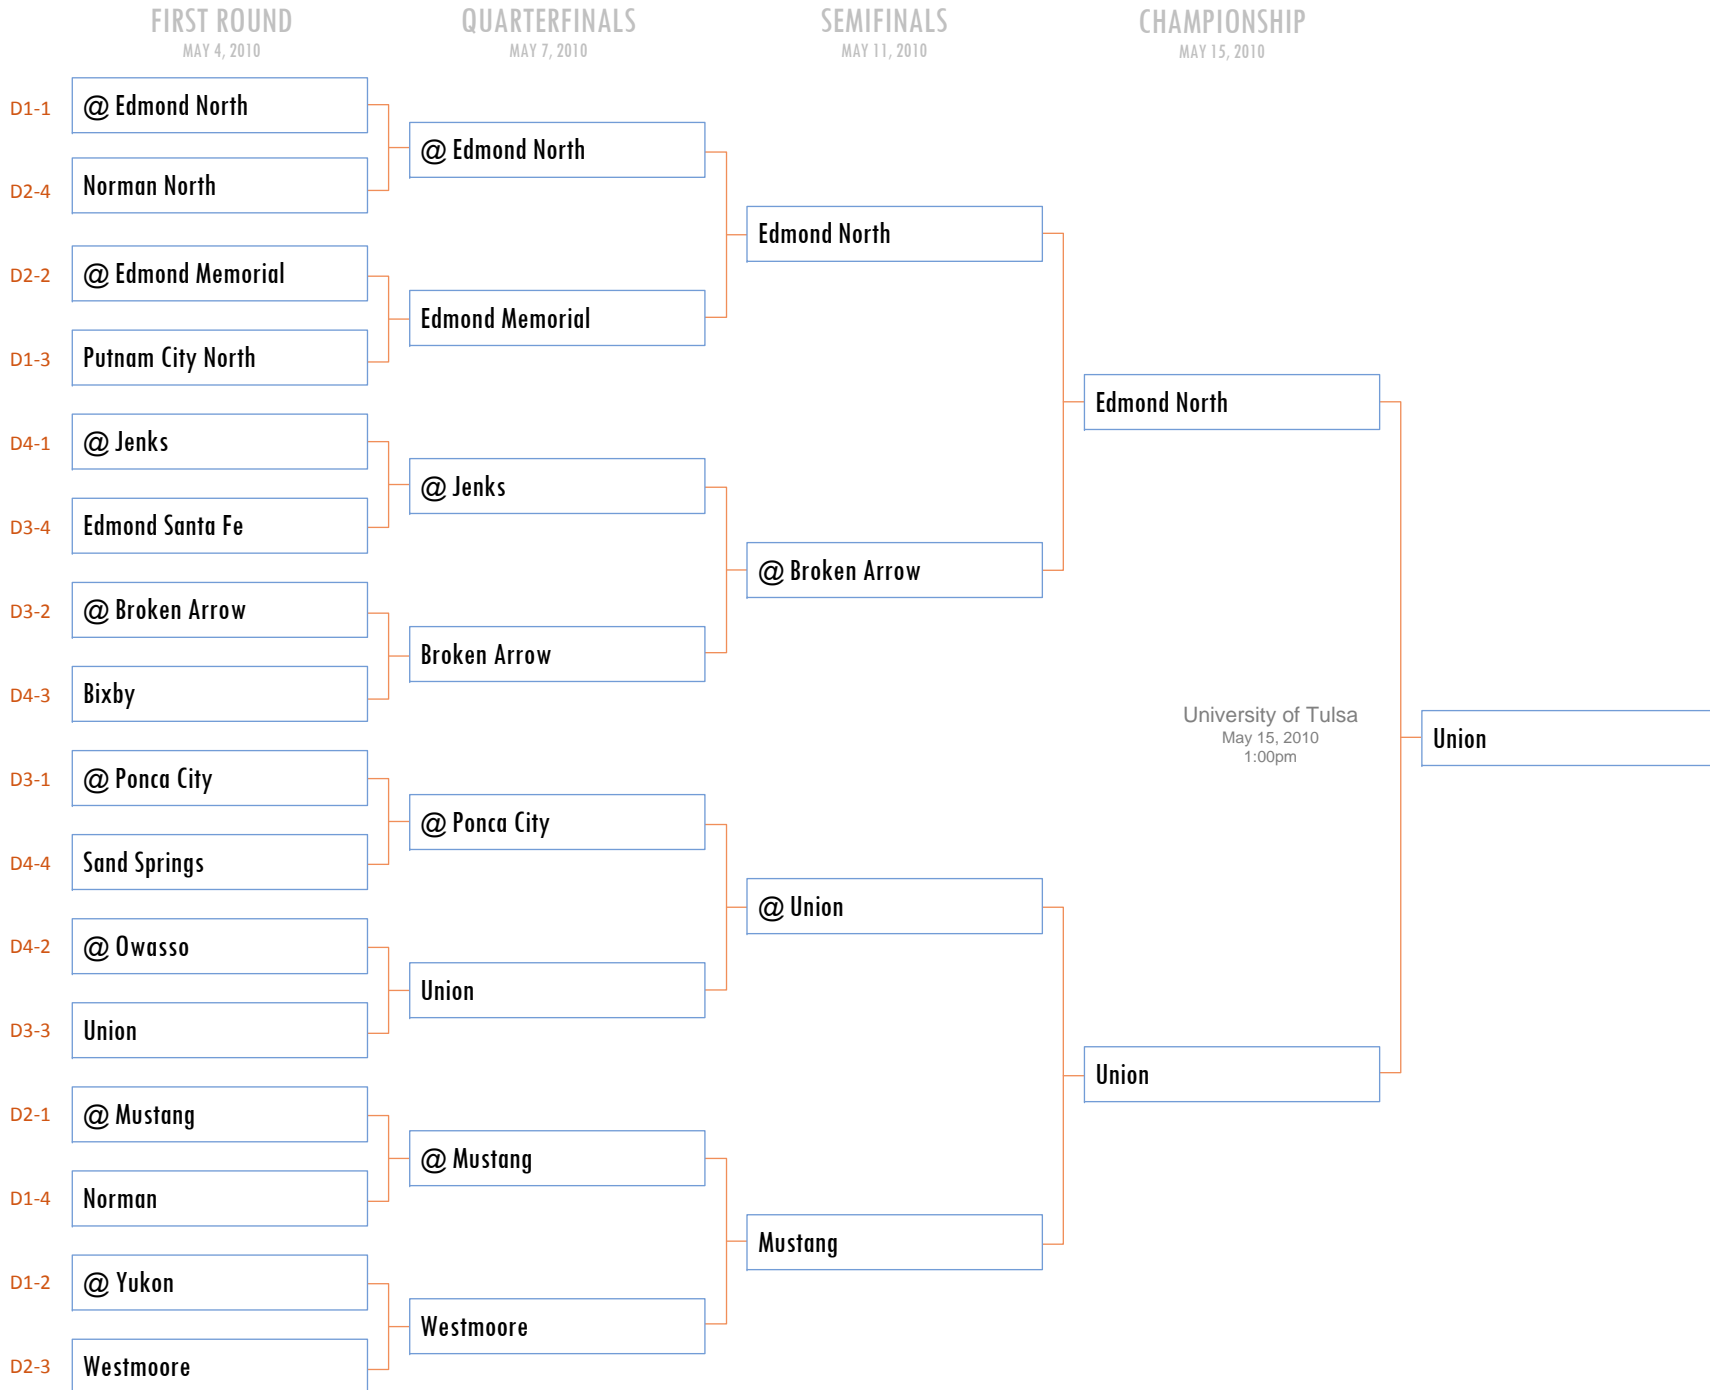 FIRST ROUND
MAY 4, 2010
QUARTERFINALS
MAY 7, 2010
SEMIFINALS
MAY 11, 2010
CHAMPIONSHIP
MAY 15, 2010
D1-1
@ Edmond North
D2-4
Norman North
D2-2
@ Edmond Memorial
D1-3
Putnam City North
D4-1
@ Jenks
D3-4
Edmond Santa Fe
D3-2
@ Broken Arrow
D4-3
Bixby
D3-1
@ Ponca City
D4-4
Sand Springs
D4-2
@ Owasso
D3-3
Union
D2-1
@ Mustang
D1-4
Norman
D1-2
@ Yukon
D2-3
Westmoore
@ Edmond North
Edmond Memorial
@ Jenks
Broken Arrow
@ Ponca City
Union
@ Mustang
Westmoore
Edmond North
@ Broken Arrow
@ Union
Mustang
Edmond North
Union
University of Tulsa
May 15, 2010
1:00pm
Union